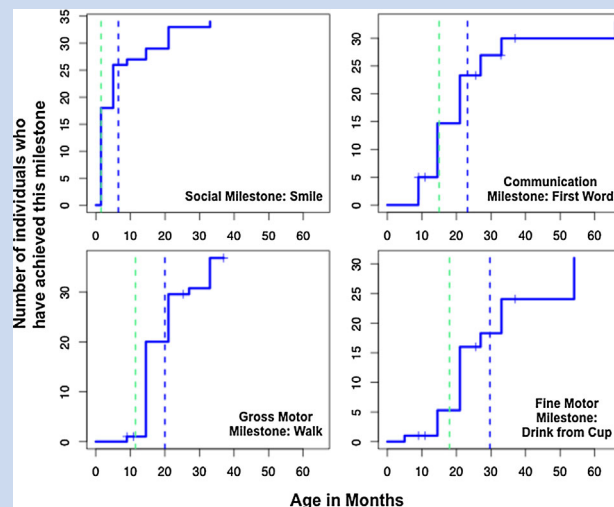 Number of individuals who
have achieved this milestone
35
30
25
20
15
10
5
0
0 10 20 30 40 50 60
Social Milestone: Smile
30
25
20
15
10
5
0
0 10 20 30 40 50 60
Communication
Milestone: First Word
30
20
10
0
0 10 20 30 40 50 60
Gross Motor
Milestone: Walk
30
25
20
15
10
5
0
0 10 20 30 40 50 60
Fine Motor
Milestone:
Drink from Cup
Age in Months